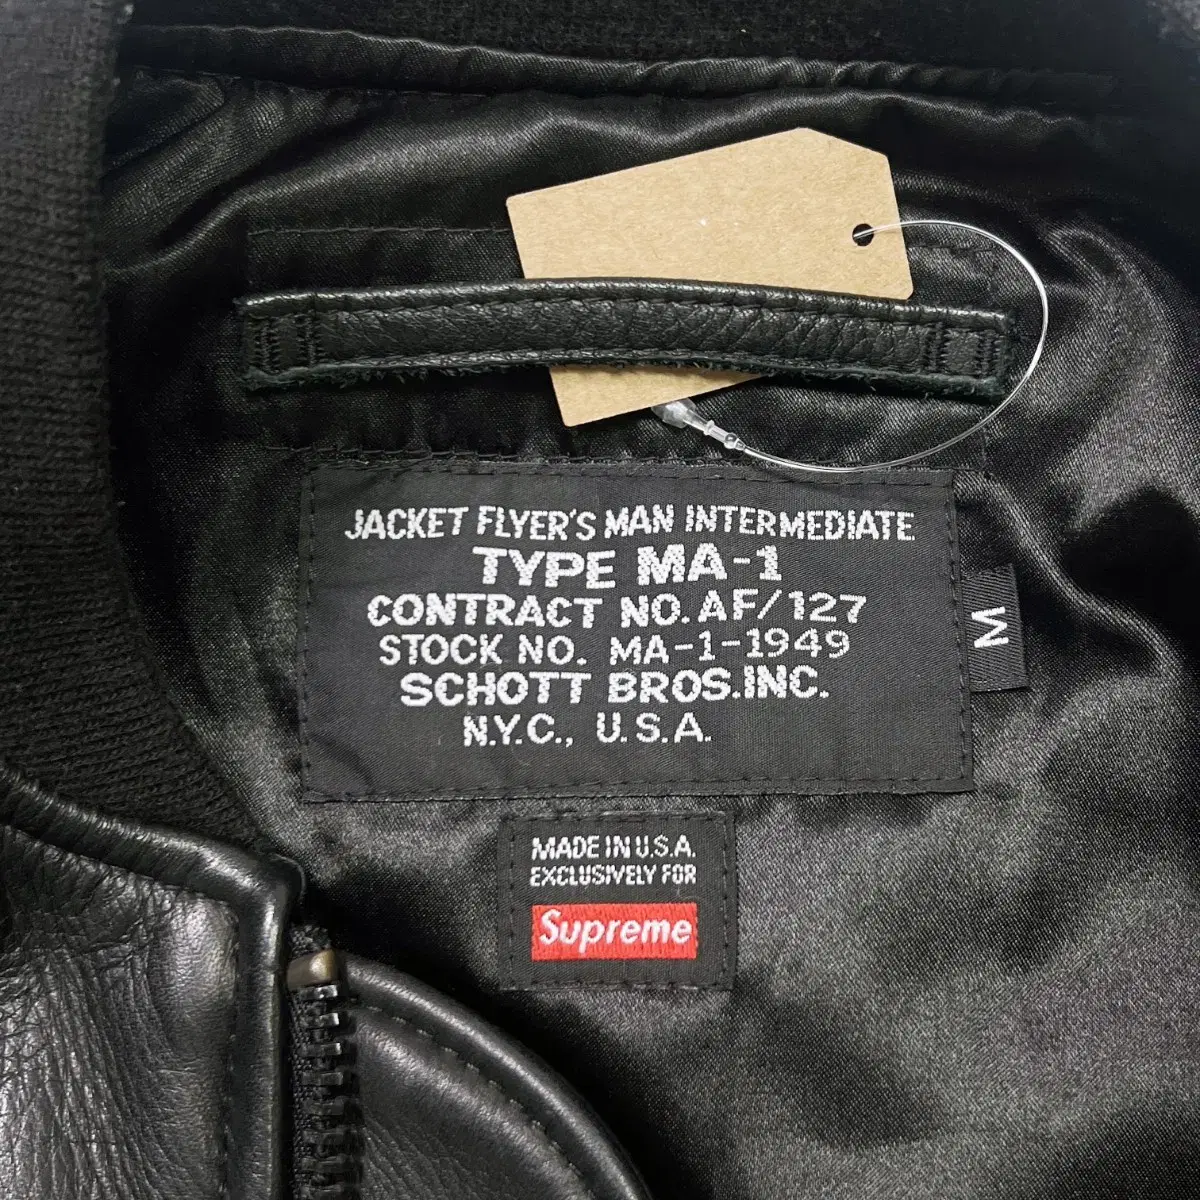 JACKET FLYER'S MAN INTERMEDIATE
TYPE MA-1
CONTRACT NO. AF/127
STOCK NO. MA-1-1949
SCHOTT BROS.INC.
N.Y.C., U.S.A.
M
MADE IN U.S.A.
EXCLUSIVELY FOR
Supreme